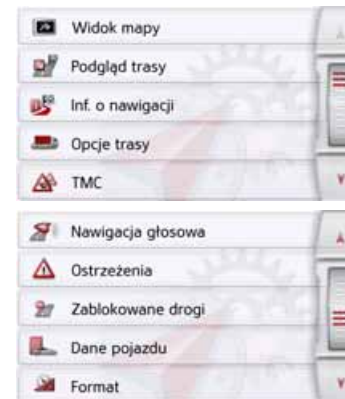 Widok mapy
Podgląd trasy
Inf. o nawigacji
Opcje trasy
TMC
Nawigacja głosowa
Ostrzeżenia
Zablokowane drogi
Dane pojazdu
Format